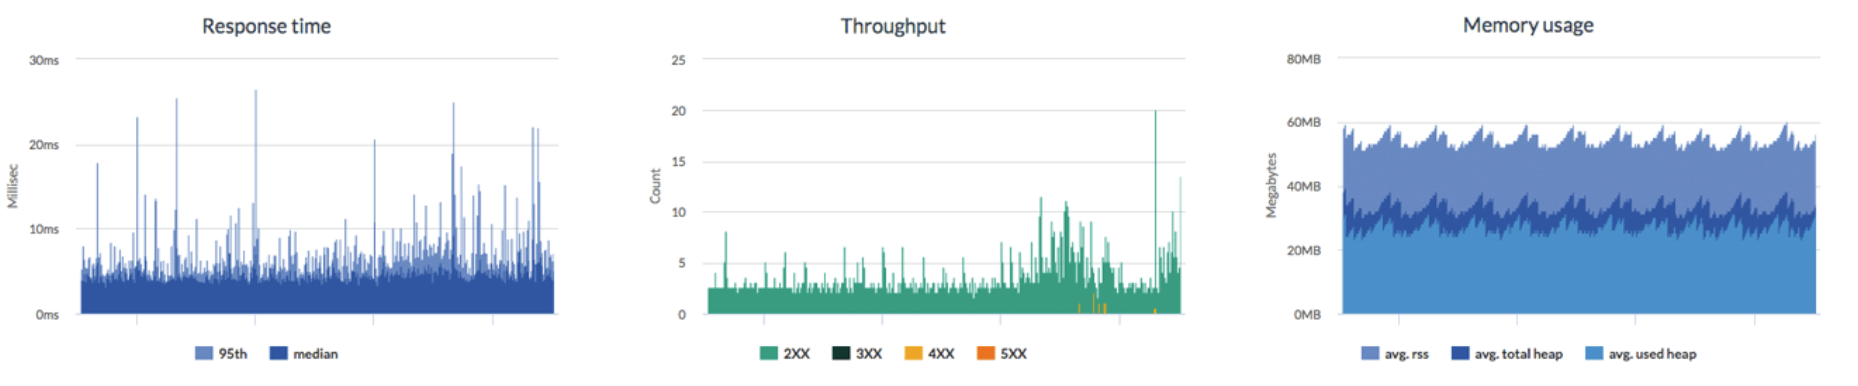 Response time
30ms
20ms
10ms
0ms
Millisec
95th
median
Throughput
25
20
15
10
5
0
Count
2XX
3XX
4XX
5XX
Memory usage
80MB
60MB
40MB
20MB
0MB
Megabytes
avg. rss
avg. total heap
avg. used heap